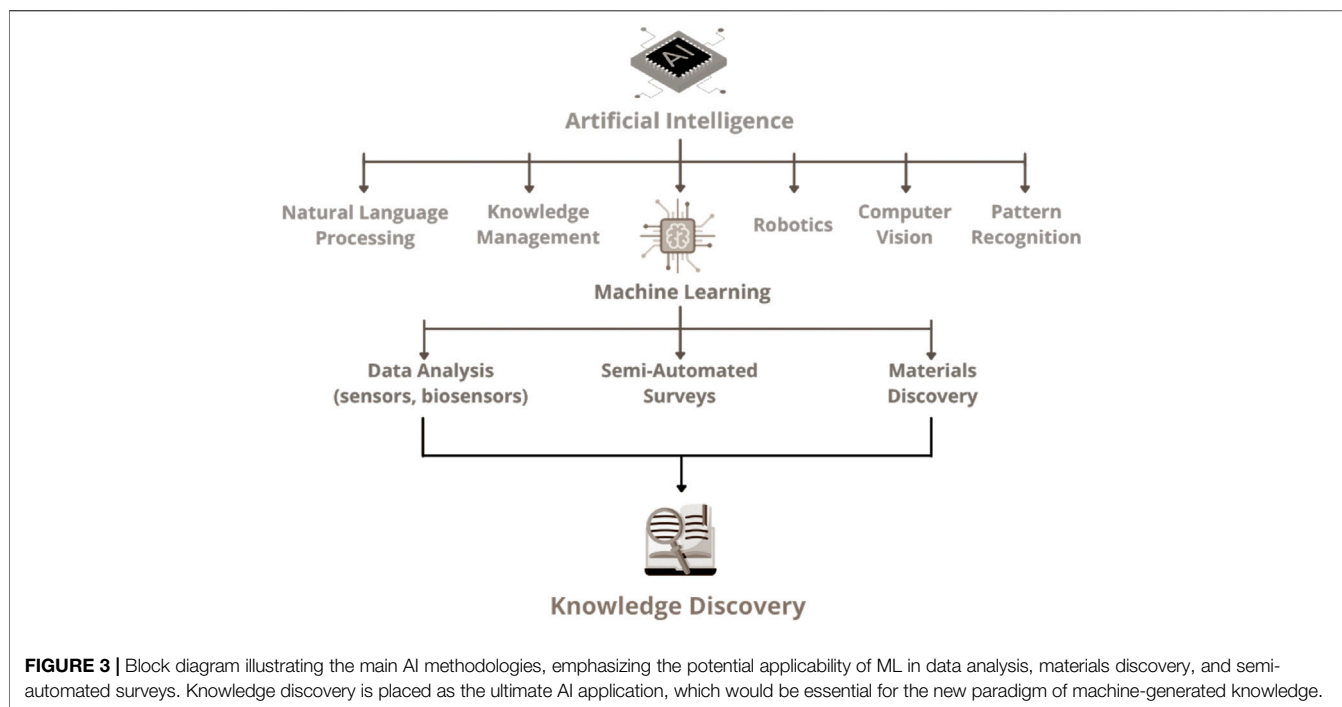 AI
Artificial Intelligence
Natural Language
Processing
Knowledge
Management
Robotics
Computer
Vision
Pattern
Recognition
Machine Learning
Data Analysis
(sensors, biosensors)
Semi-Automated
Surveys
Materials
Discovery
Knowledge Discovery
FIGURE 3 | Block diagram illustrating the main AI methodologies, emphasizing the potential applicability of ML in data analysis, materials discovery, and semi-
automated surveys. Knowledge discovery is placed as the ultimate AI application, which would be essential for the new paradigm of machine-generated knowledge.